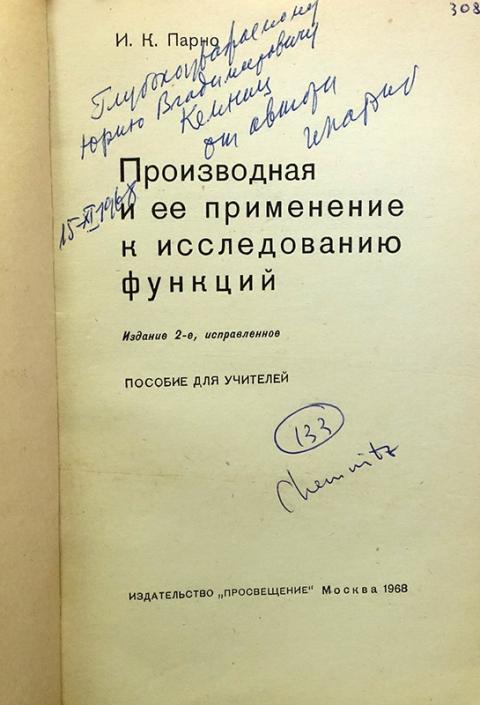 308
И. К. Парно
Глубокоуважаемому
Юрию Владимировичу
Кемниц
от автора
15-XI-1968
Производная
и ее применение
к исследованию
функций
Издание 2-е, исправленное
ПОСОБИЕ ДЛЯ УЧИТЕЛЕЙ
133
Chemnitz
ИЗДАТЕЛЬСТВО „ПРОСВЕЩЕНИЕ" Москва 1968